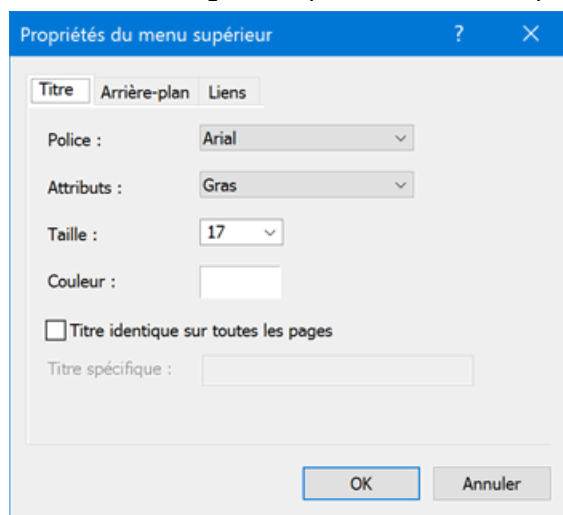 Propriétés du menu supérieur ?
Titre Arrière-plan Liens
Police : Arial
Attributs : Gras
Taille : 17
Couleur :
Titre identique sur toutes les pages
Titre spécifique :
OK Annuler